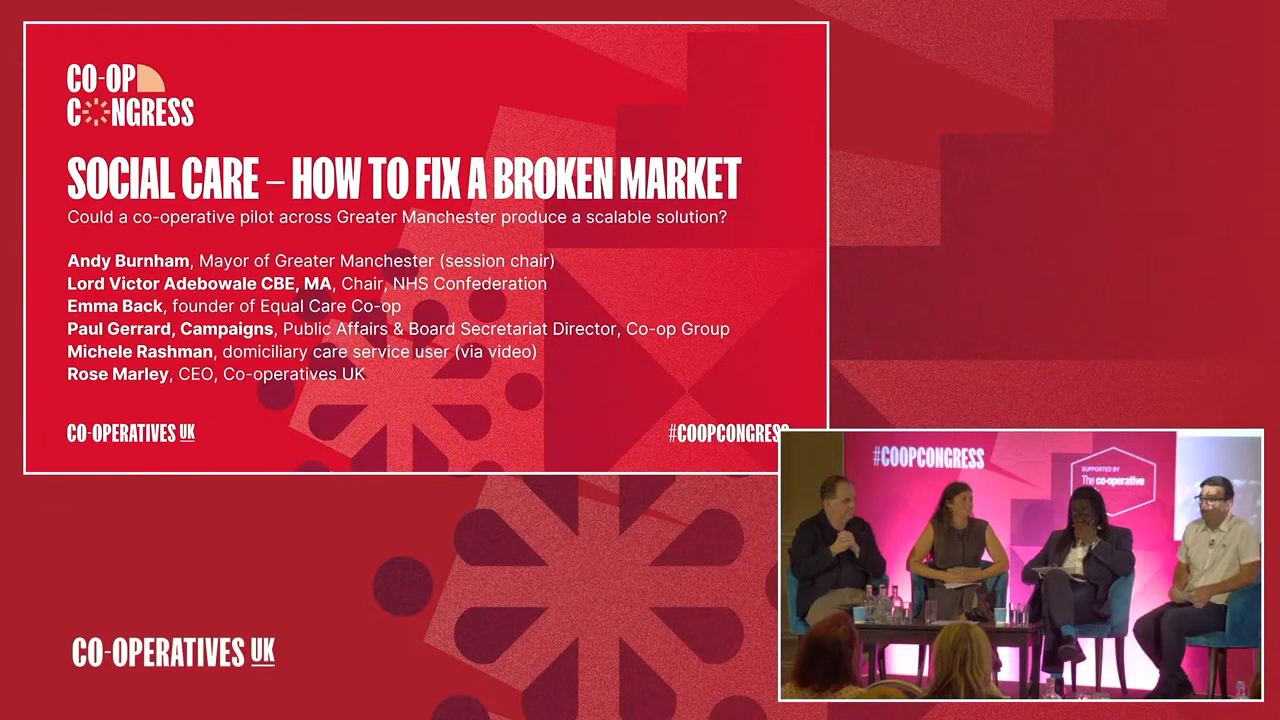 CO-OP
CONGRESS
SOCIAL CARE – HOW TO FIX A BROKEN MARKET
Could a co-operative pilot across Greater Manchester produce a scalable solution?
Andy Burnham, Mayor of Greater Manchester (session chair)
Lord Victor Adebowale CBE, MA, Chair, NHS Confederation
Emma Back, founder of Equal Care Co-op
Paul Gerrard, Campaigns, Public Affairs & Board Secretariat Director, Co-op Group
Michele Rashman, domiciliary care service user (via video)
Rose Marley, CEO, Co-operatives UK
CO-OPERATIVES UK
#COOPCONGRESS
#COOPCONGRESS
SUPPORTED BY
The co-operative
CO-OPERATIVES UK